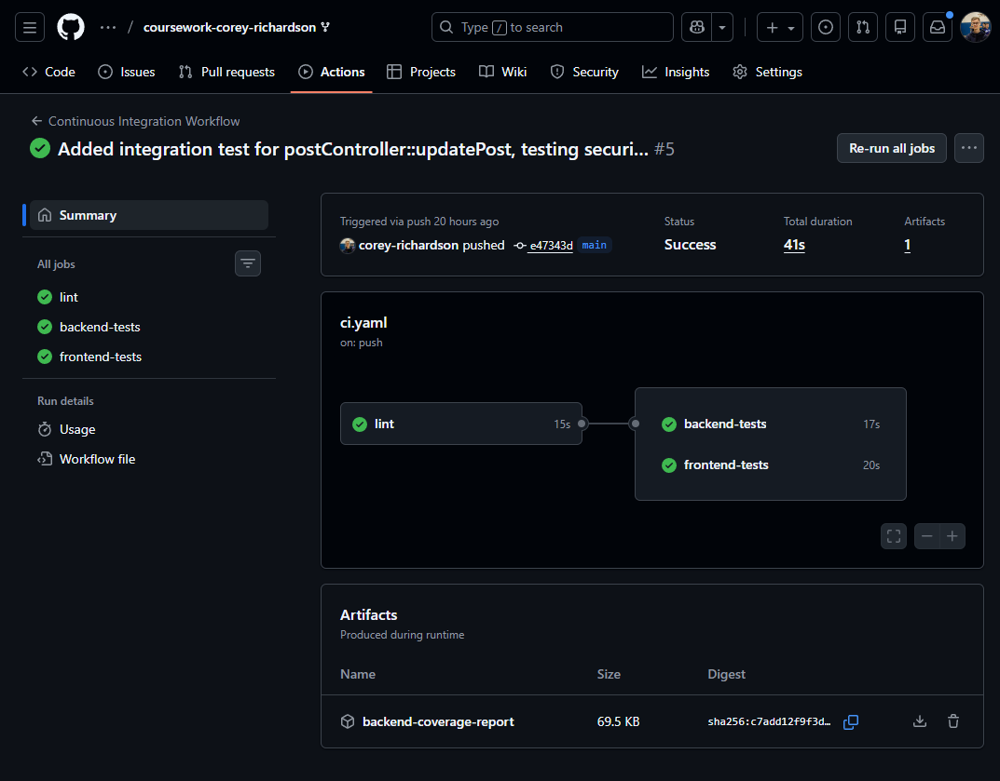 ··· / coursework-corey-richardson Type / to search
Code Issues Pull requests Actions Projects Wiki Security Insights Settings
← Continuous Integration Workflow
Added integration test for postController::updatePost, testing securi... #5
Re-run all jobs ···
Summary
All jobs
lint
backend-tests
frontend-tests
Run details
Usage
Workflow file
Triggered via push 20 hours ago
corey-richardson pushed e47343d main
Status
Success
Total duration
41s
Artifacts
1
ci.yaml
on: push
lint 15s
backend-tests 17s
frontend-tests 20s
Artifacts
Produced during runtime
Name Size Digest
backend-coverage-report 69.5 KB sha256:c7add12f9f3d…